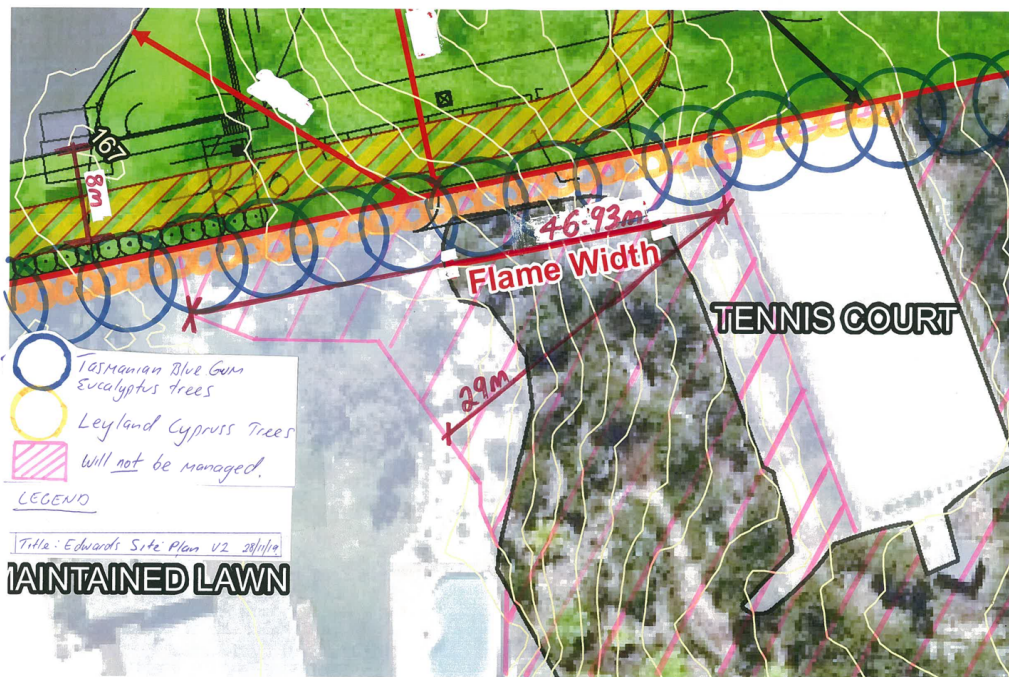 167
8m
46.93m
Flame Width
TENNIS COURT
29m
Tasmanian Blue Gum
Eucalyptus trees
Leyland Cypruss Trees
Will not be managed.
LEGEND
Title: Edwards Site Plan V2 28/11/19
MAINTAINED LAWN